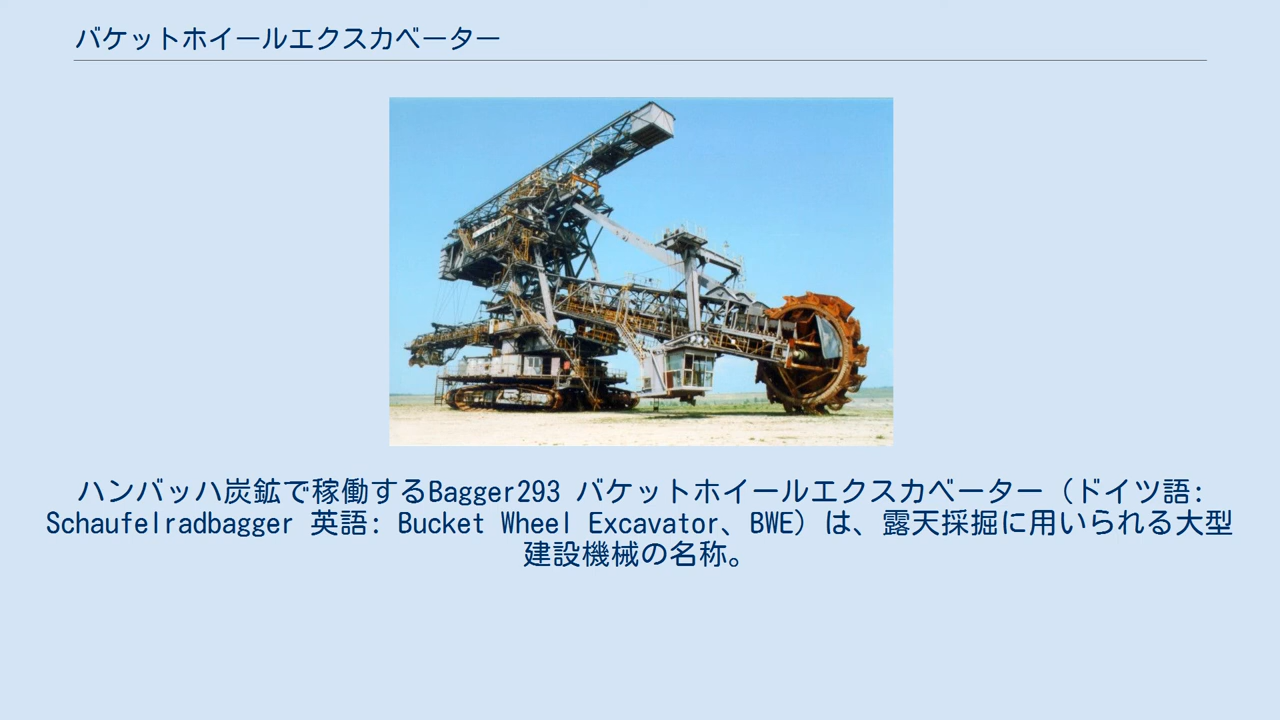 バケットホイールエクスカベーター
ハンバッハ炭鉱で稼働するBagger293 バケットホイールエクスカベーター（ドイツ語:
Schaufelradbagger 英語: Bucket Wheel Excavator、BWE）は、露天採掘に用いられる大型
建設機械の名称。